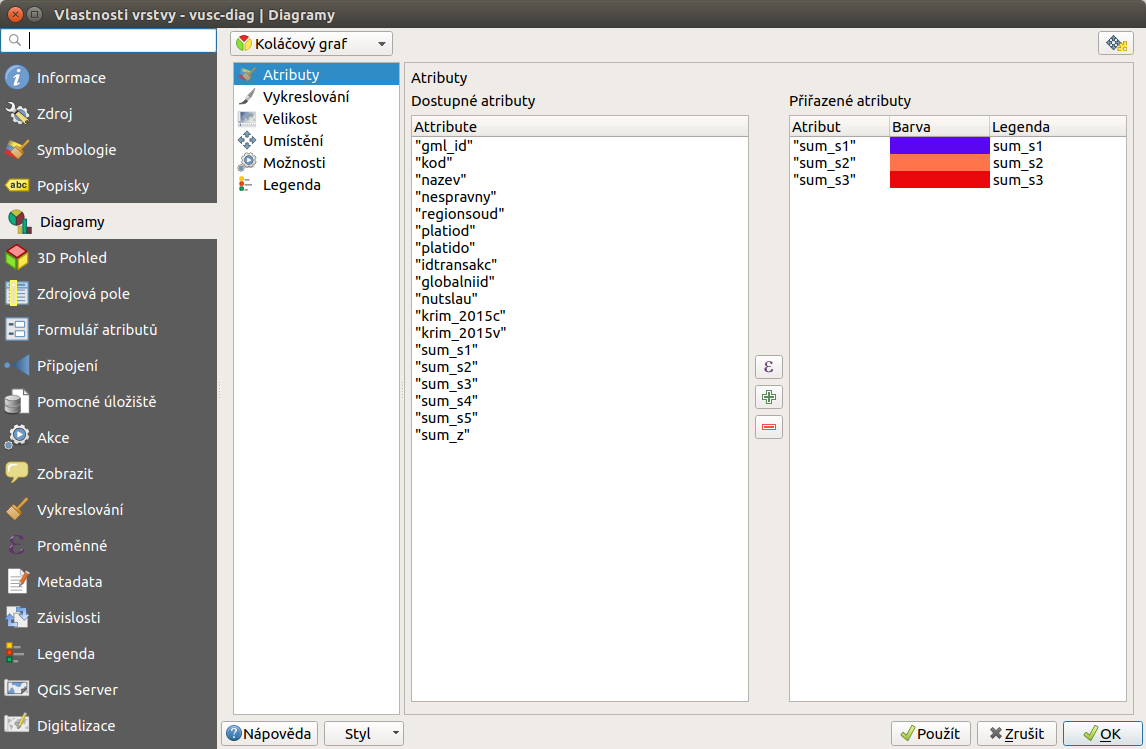 Vlastnosti vrstvy - vusc-diag | Diagramy
Informace
Zdroj
Symbologie
abc Popisky
Diagramy
3D Pohled
Zdrojová pole
Formulář atributů
Připojení
Pomocné úložiště
Akce
Zobrazit
Vykreslování
Proměnné
Metadata
Závislosti
Legenda
QGIS Server
Digitalizace
Koláčový graf
Atributy
Vykreslování
Velikost
Umístění
Možnosti
Legenda
Atributy
Dostupné atributy
Attribute
"gml_id"
"kod"
"nazev"
"nespravny"
"regionsoud"
"platiod"
"platido"
"idtransakc"
"globalniid"
"nutslau"
"krim_2015c"
"krim_2015v"
"sum_s1"
"sum_s2"
"sum_s3"
"sum_s4"
"sum_s5"
"sum_z"
ε
Přiřazené atributy
Atribut Barva Legenda
"sum_s1" sum_s1
"sum_s2" sum_s2
"sum_s3" sum_s3
Nápověda Styl Použít Zrušit OK